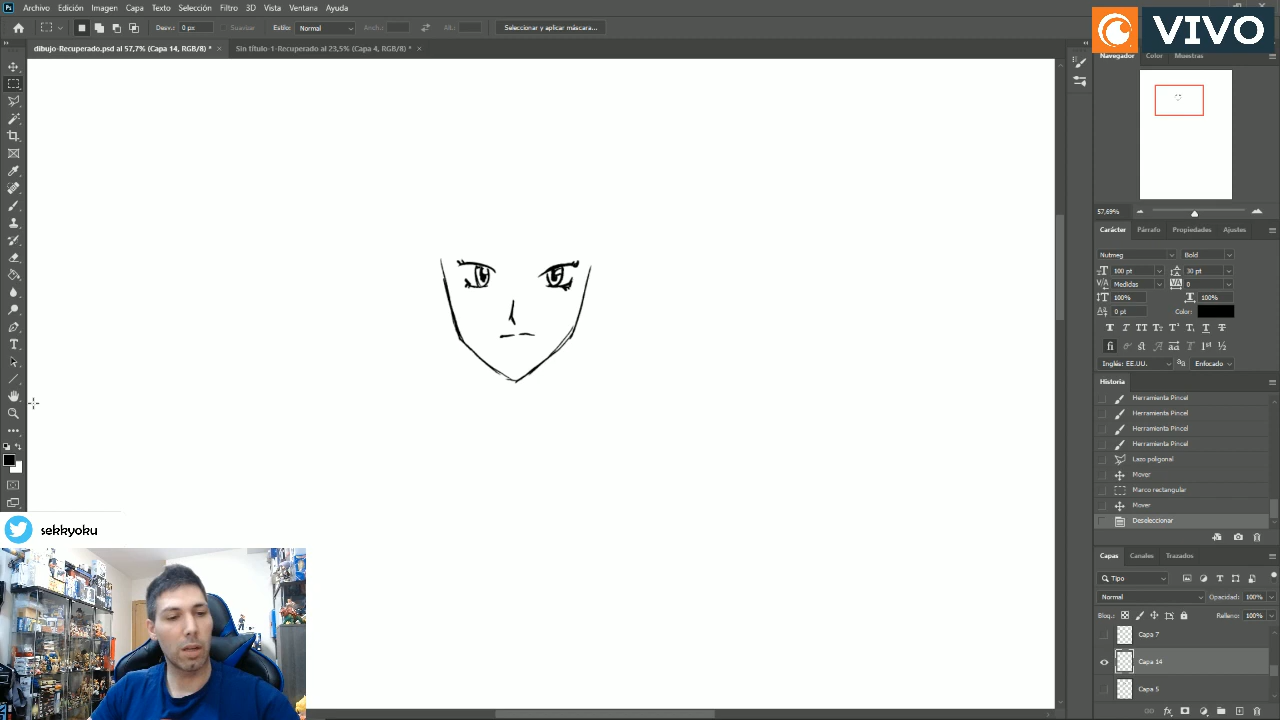 Archivo Edición Imagen Capa Texto Selección Filtro 3D Vista Ventana Ayuda
Desv.: 0 px Suavizar Estilo: Normal Anch.: Alt.: Seleccionar y aplicar máscara...
VIVO
dibujo-Recuperado.psd al 57,7% (Capa 14, RGB/8) * ×
Sin título-1-Recuperado al 23,5% (Capa 4, RGB/8) * ×
Navegador Color Muestras
57,69%
Carácter Párrafo Propiedades Ajustes
Nutmeg Bold
100 pt 30 pt
Medidas 0
100% 100%
0 pt Color:
Inglés: EE.UU. Enfocado
Historia
Herramienta Pincel
Herramienta Pincel
Herramienta Pincel
Herramienta Pincel
Lazo poligonal
Mover
Marco rectangular
Mover
Deseleccionar
Capas Canales Trazados
Tipo
Normal Opacidad: 100%
Bloq.: Relleno: 100%
Capa 7
Capa 14
Capa 5
sekkyoku